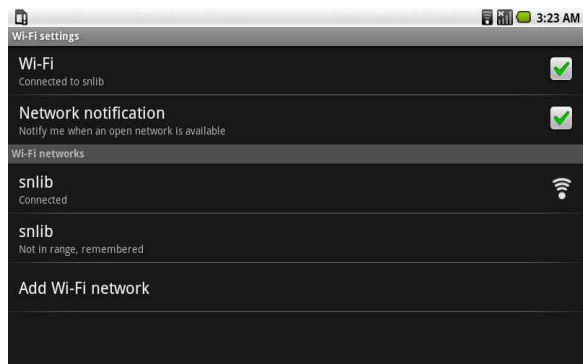 3:23 AM
Wi-Fi settings
Wi-Fi
Connected to snlib
Network notification
Notify me when an open network is available
Wi-Fi networks
snlib
Connected
snlib
Not in range, remembered
Add Wi-Fi network